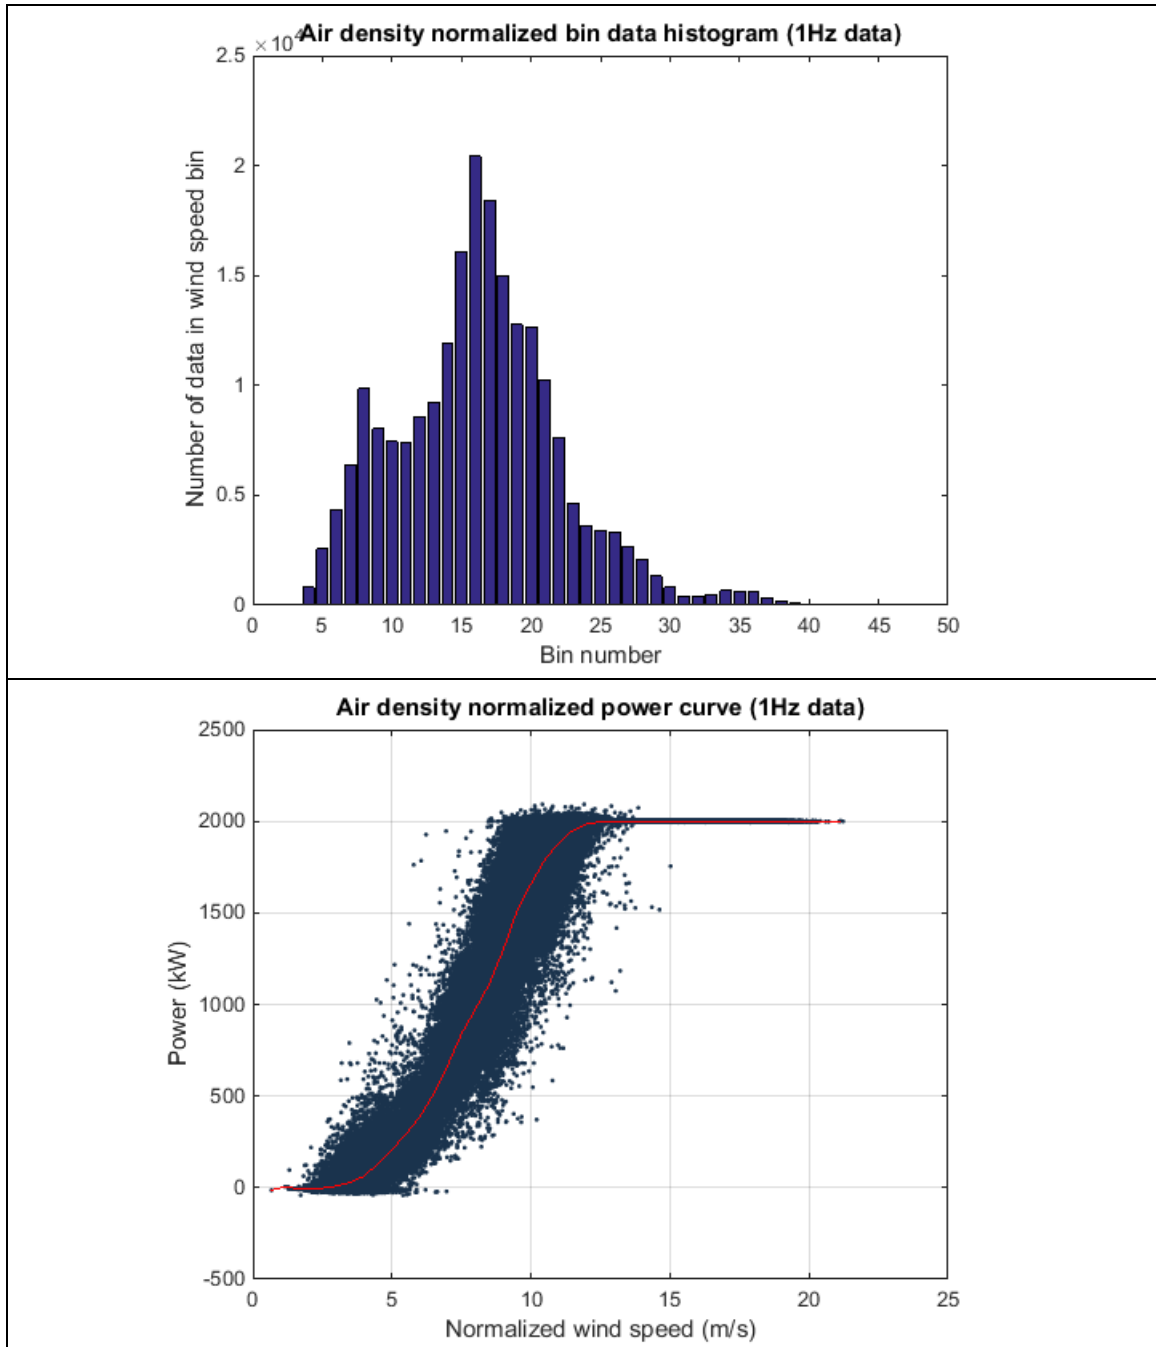 Air density normalized bin data histogram (1Hz data)
×10⁴
2.5
2
1.5
1
0.5
0
Number of data in wind speed bin
0 5 10 15 20 25 30 35 40 45 50
Bin number
Air density normalized power curve (1Hz data)
2500
2000
1500
1000
500
0
-500
Power (kW)
0 5 10 15 20 25
Normalized wind speed (m/s)